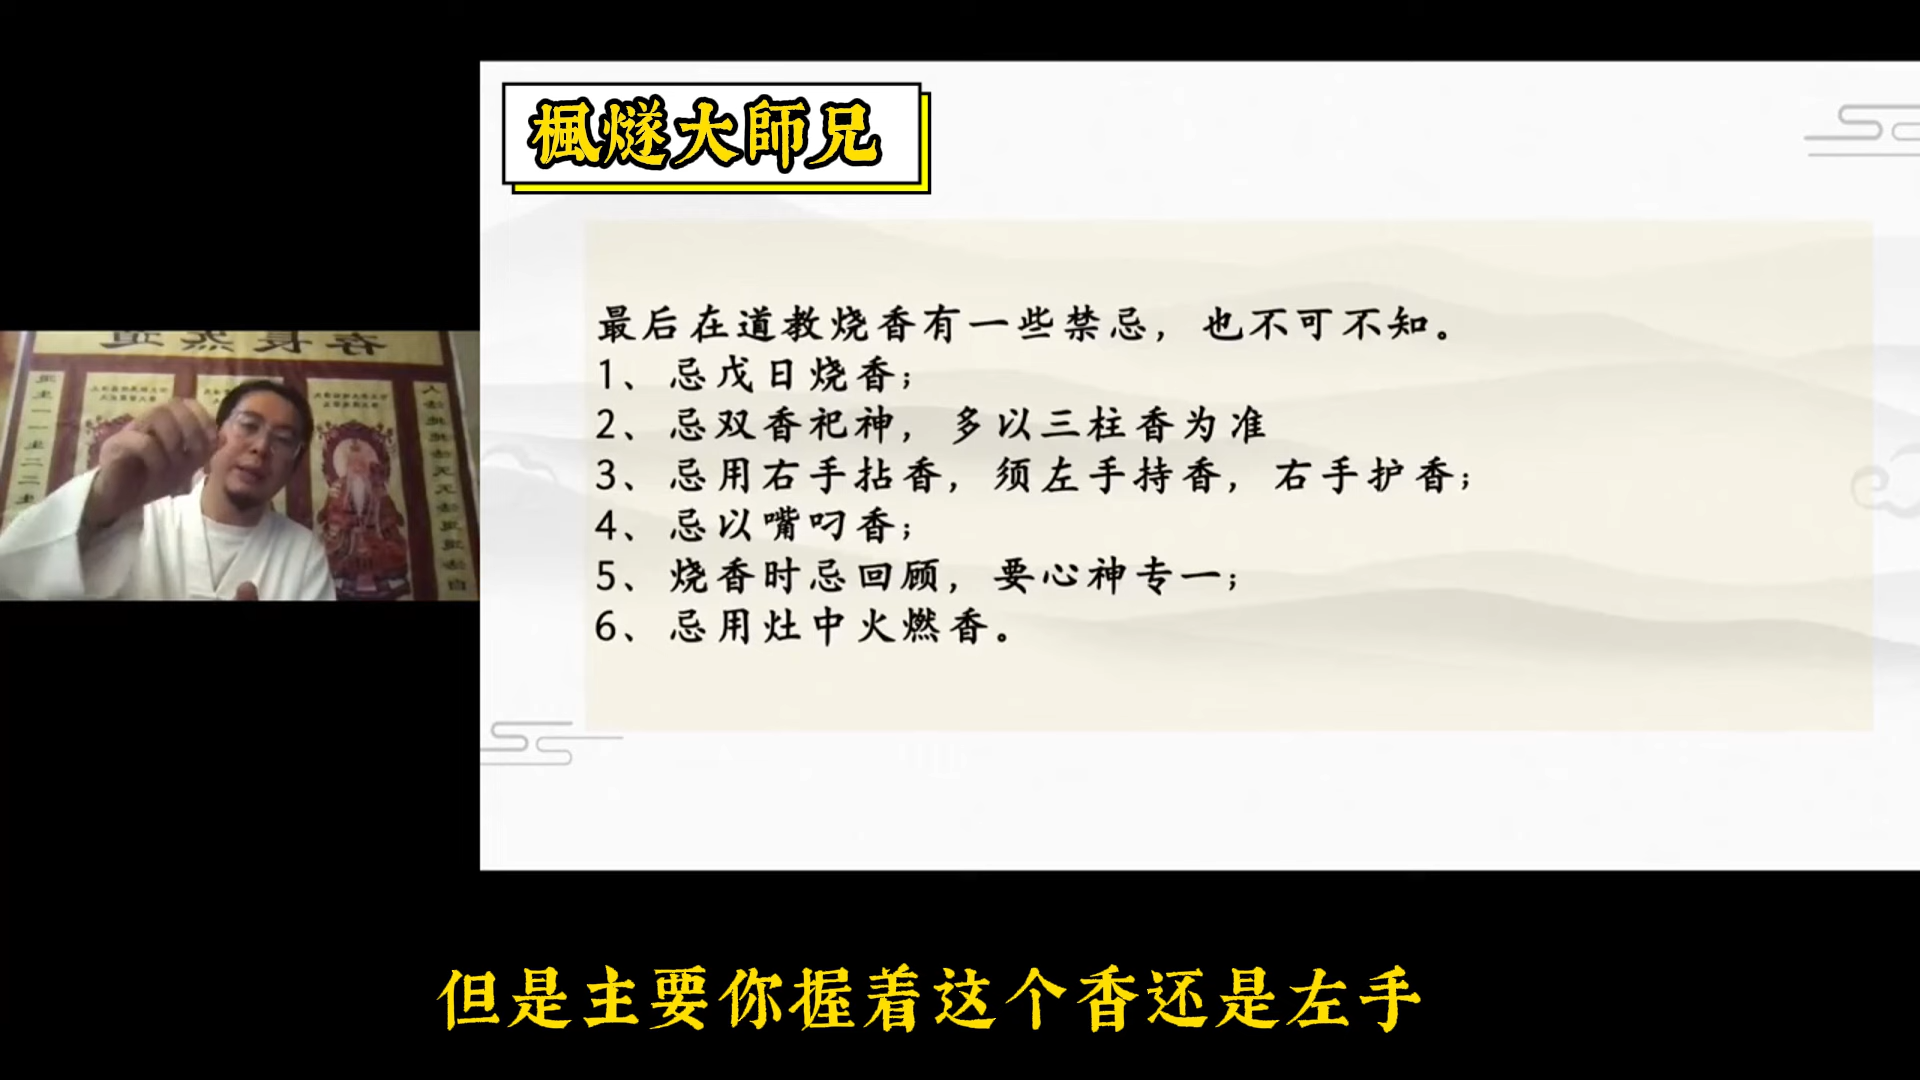 楓燧大師兄
最后在道教烧香有一些禁忌，也不可不知。
1、忌戊日烧香；
2、忌双香祀神，多以三柱香为准
3、忌用右手拈香，须左手持香，右手护香；
4、忌以嘴叼香；
5、烧香时忌回顾，要心神专一；
6、忌用灶中火燃香。
但是主要你握着这个香还是左手